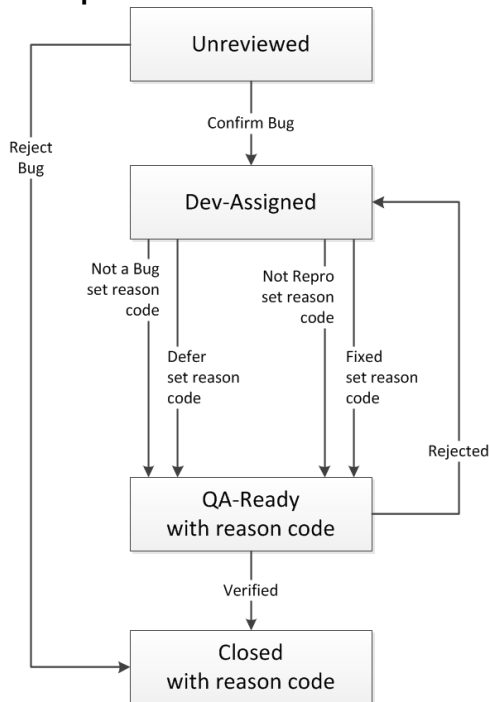 Unreviewed
Confirm Bug
Reject
Bug
Dev-Assigned
Not a Bug
set reason
code
Defer
set reason
code
Not Repro
set reason
code
Fixed
set reason
code
Rejected
QA-Ready
with reason code
Verified
Closed
with reason code